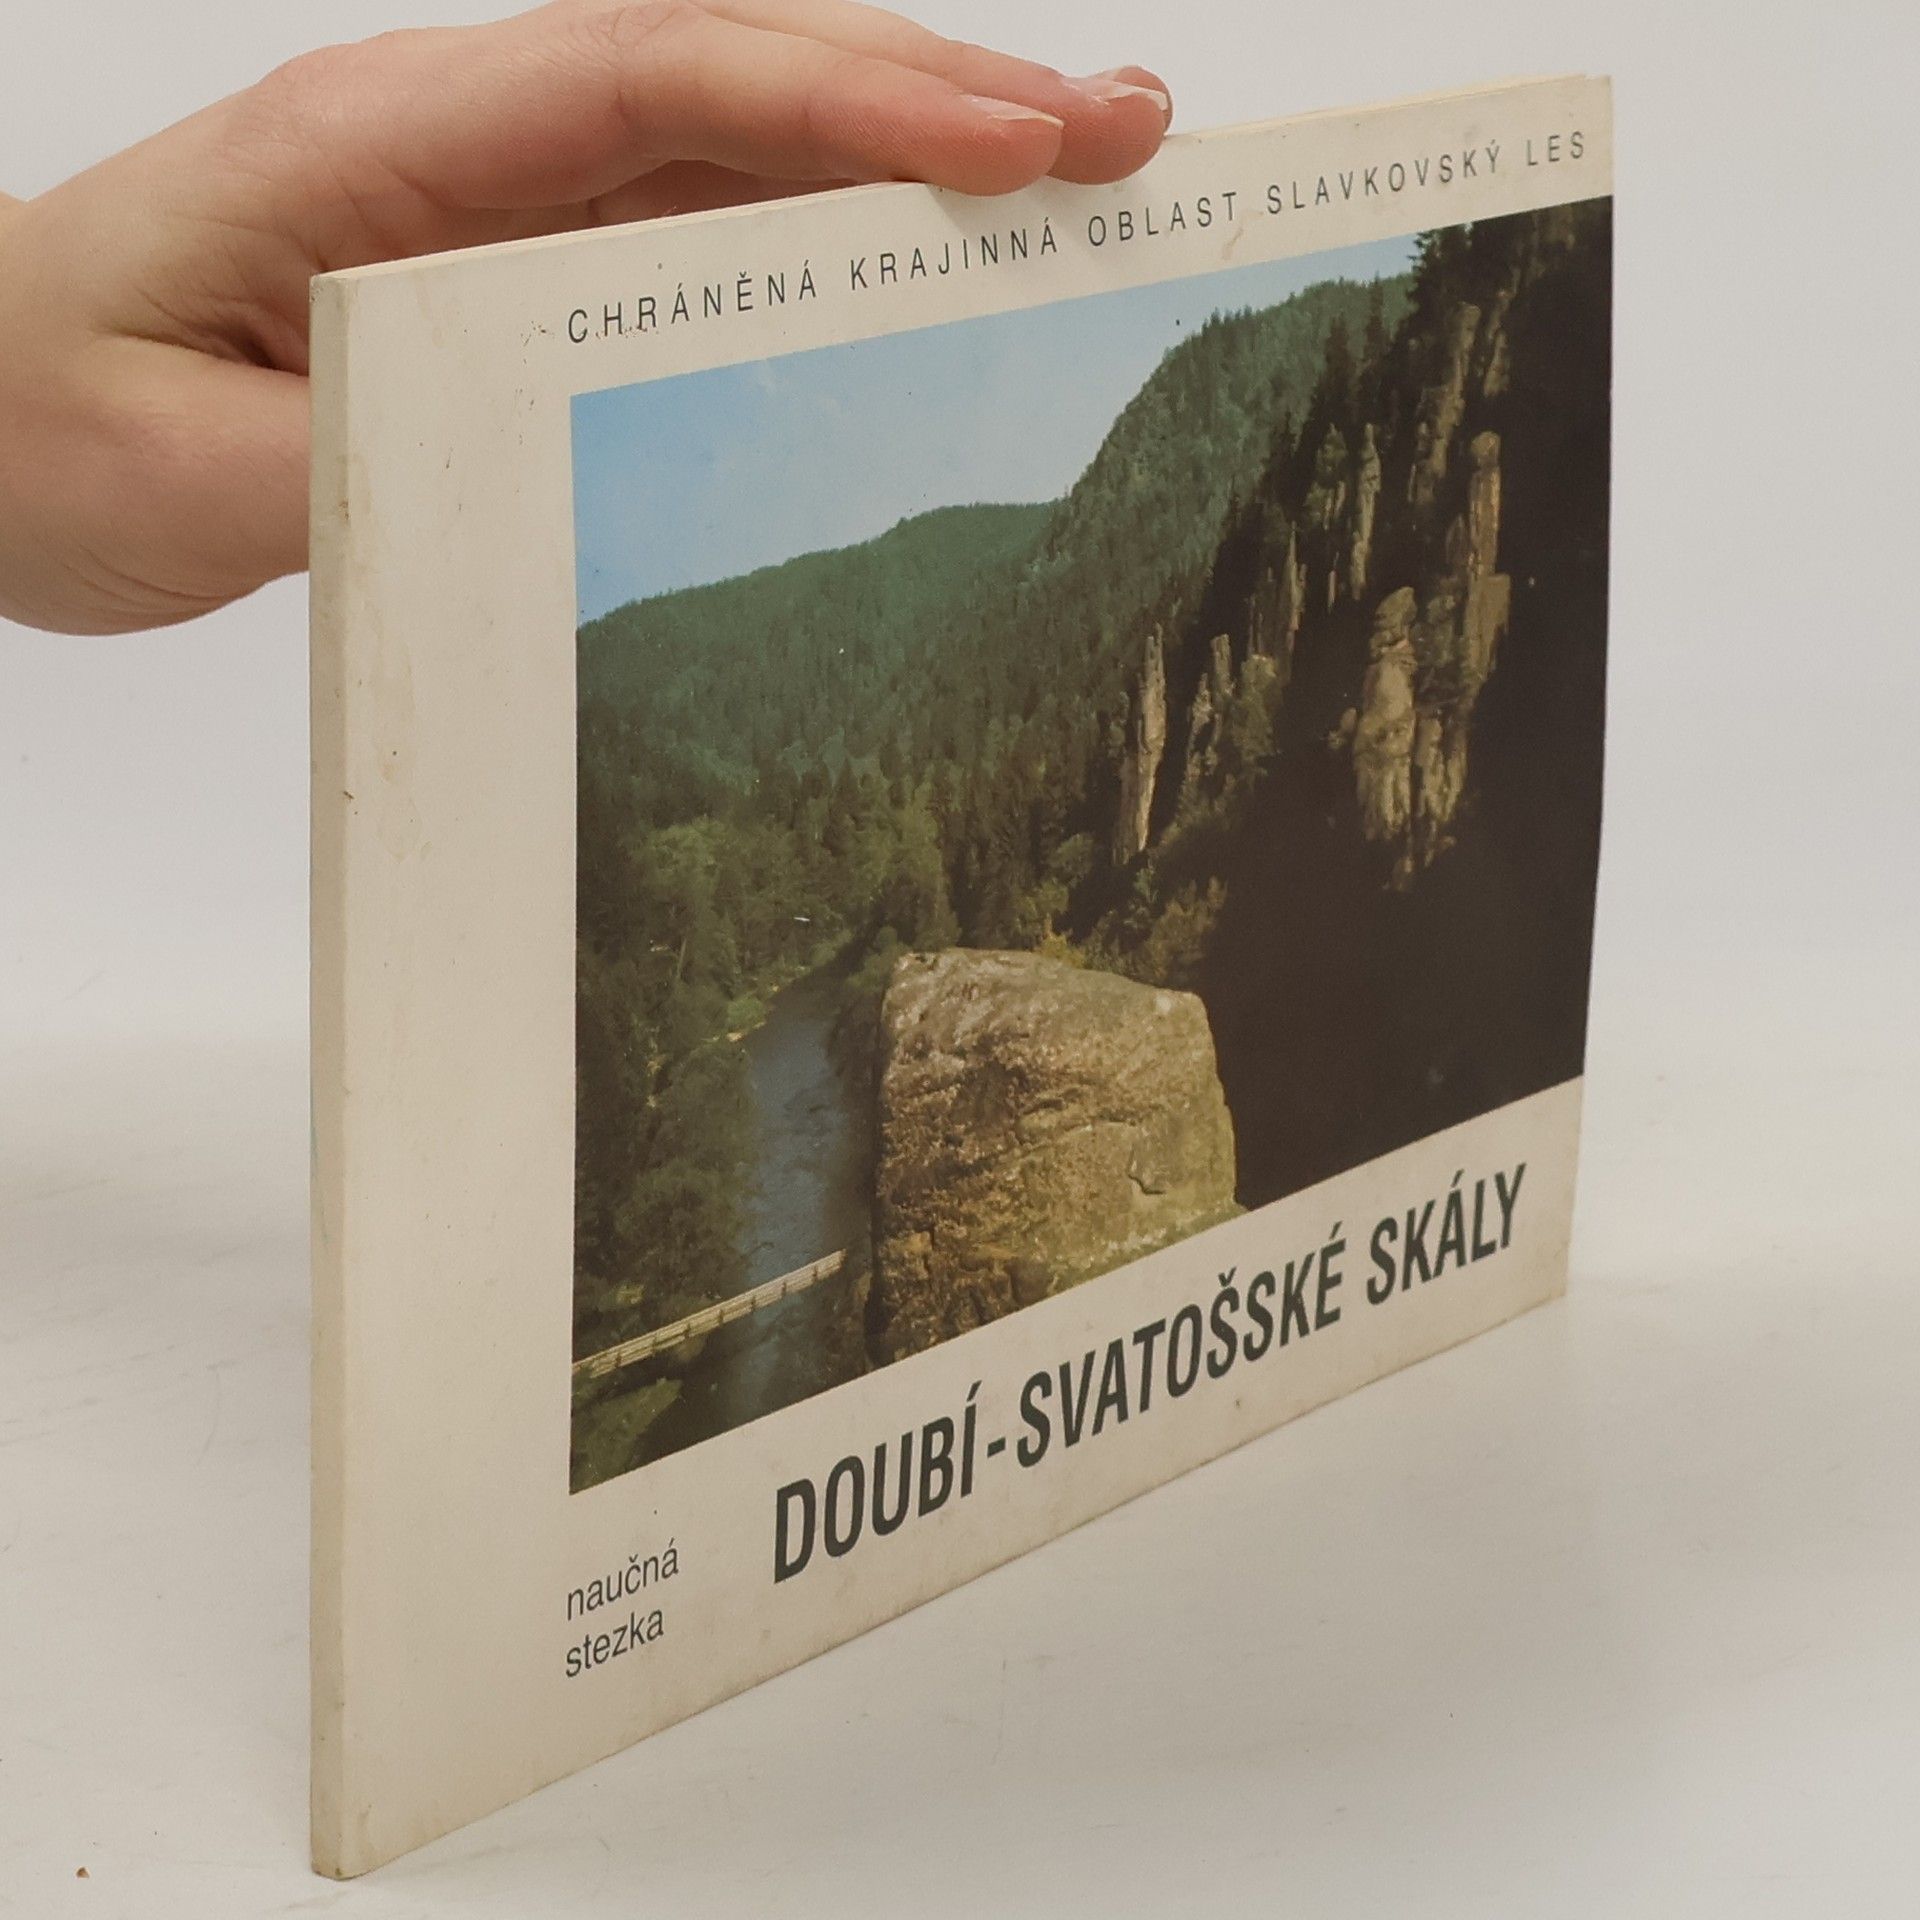 CHRÁNĚNÁ KRAJINNÁ OBLAST SLAVKOVSKÝ LES
DOUBÍ-SVATOŠSKÉ SKÁLY
naučná
stezka